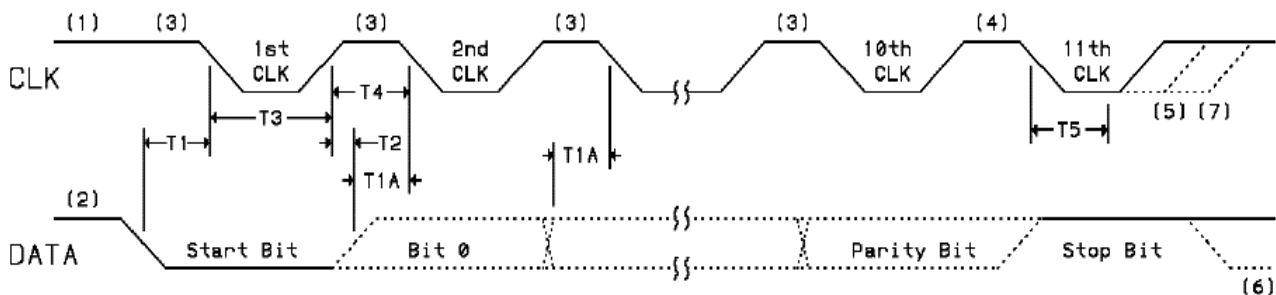 (1) (3) (3) (3) (3) (4)
1st 2nd 10th 11th
CLK CLK CLK CLK CLK
T4
T3 (5) (7)
T1 T2 T5
T1A
T1A
(2)
DATA Start Bit Bit 0 Parity Bit Stop Bit
(6)